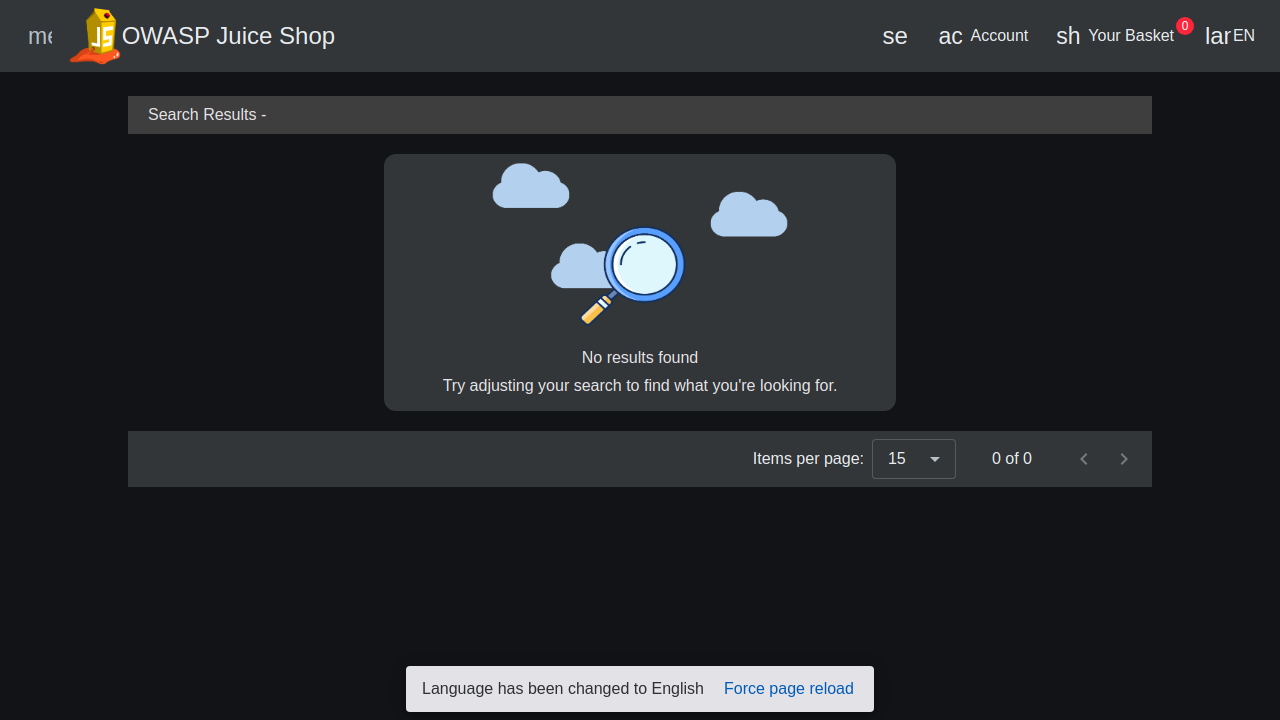 me OWASP Juice Shop se ac Account sh Your Basket 0 lar EN
Search Results -
No results found
Try adjusting your search to find what you're looking for.
Items per page: 15 0 of 0
Language has been changed to English Force page reload